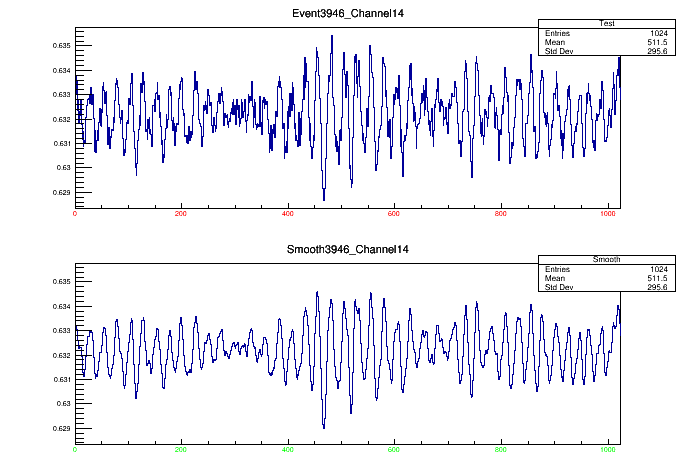 Event3946_Channel14
Test
Entries 1024
Mean 511.5
Std Dev 295.6
0.635
0.634
0.633
0.632
0.631
0.63
0.629
0 200 400 600 800 1000
Smooth3946_Channel14
Smooth
Entries 1024
Mean 511.5
Std Dev 295.6
0.635
0.634
0.633
0.632
0.631
0.63
0.629
0 200 400 600 800 1000